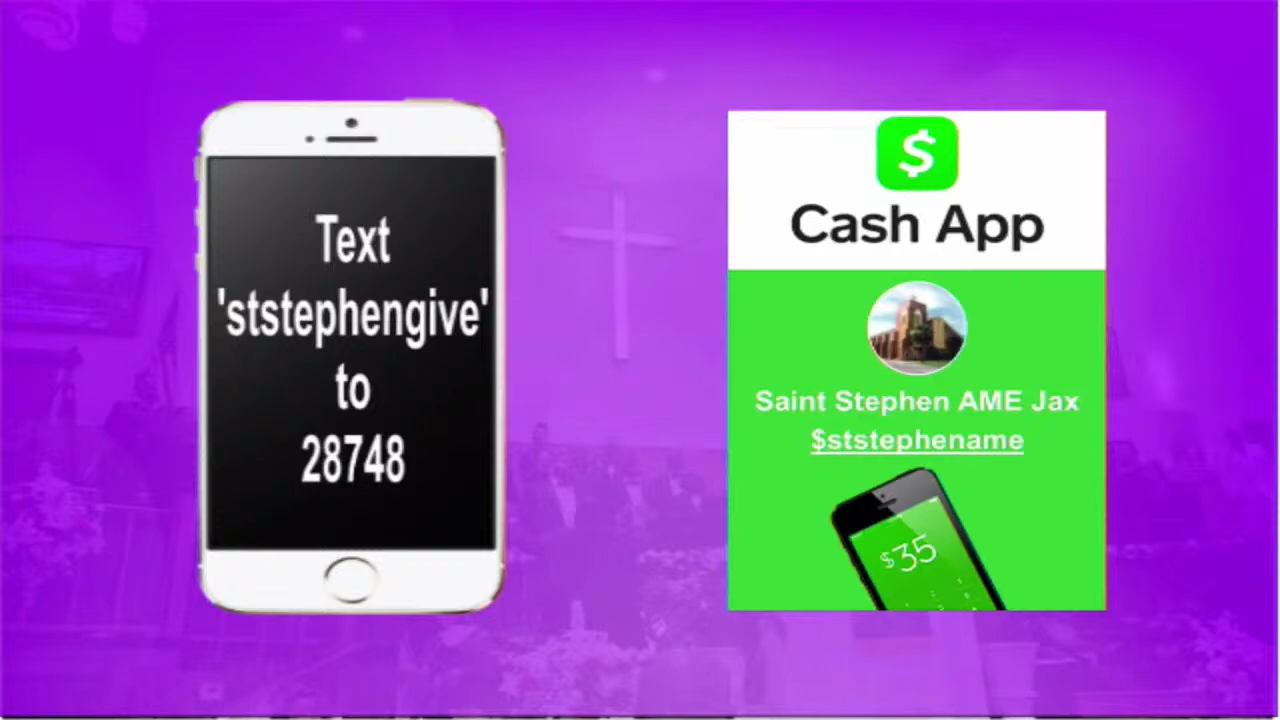 Text
'ststephengive'
to
28748
$
Cash App
Saint Stephen AME Jax
$ststephename
$35